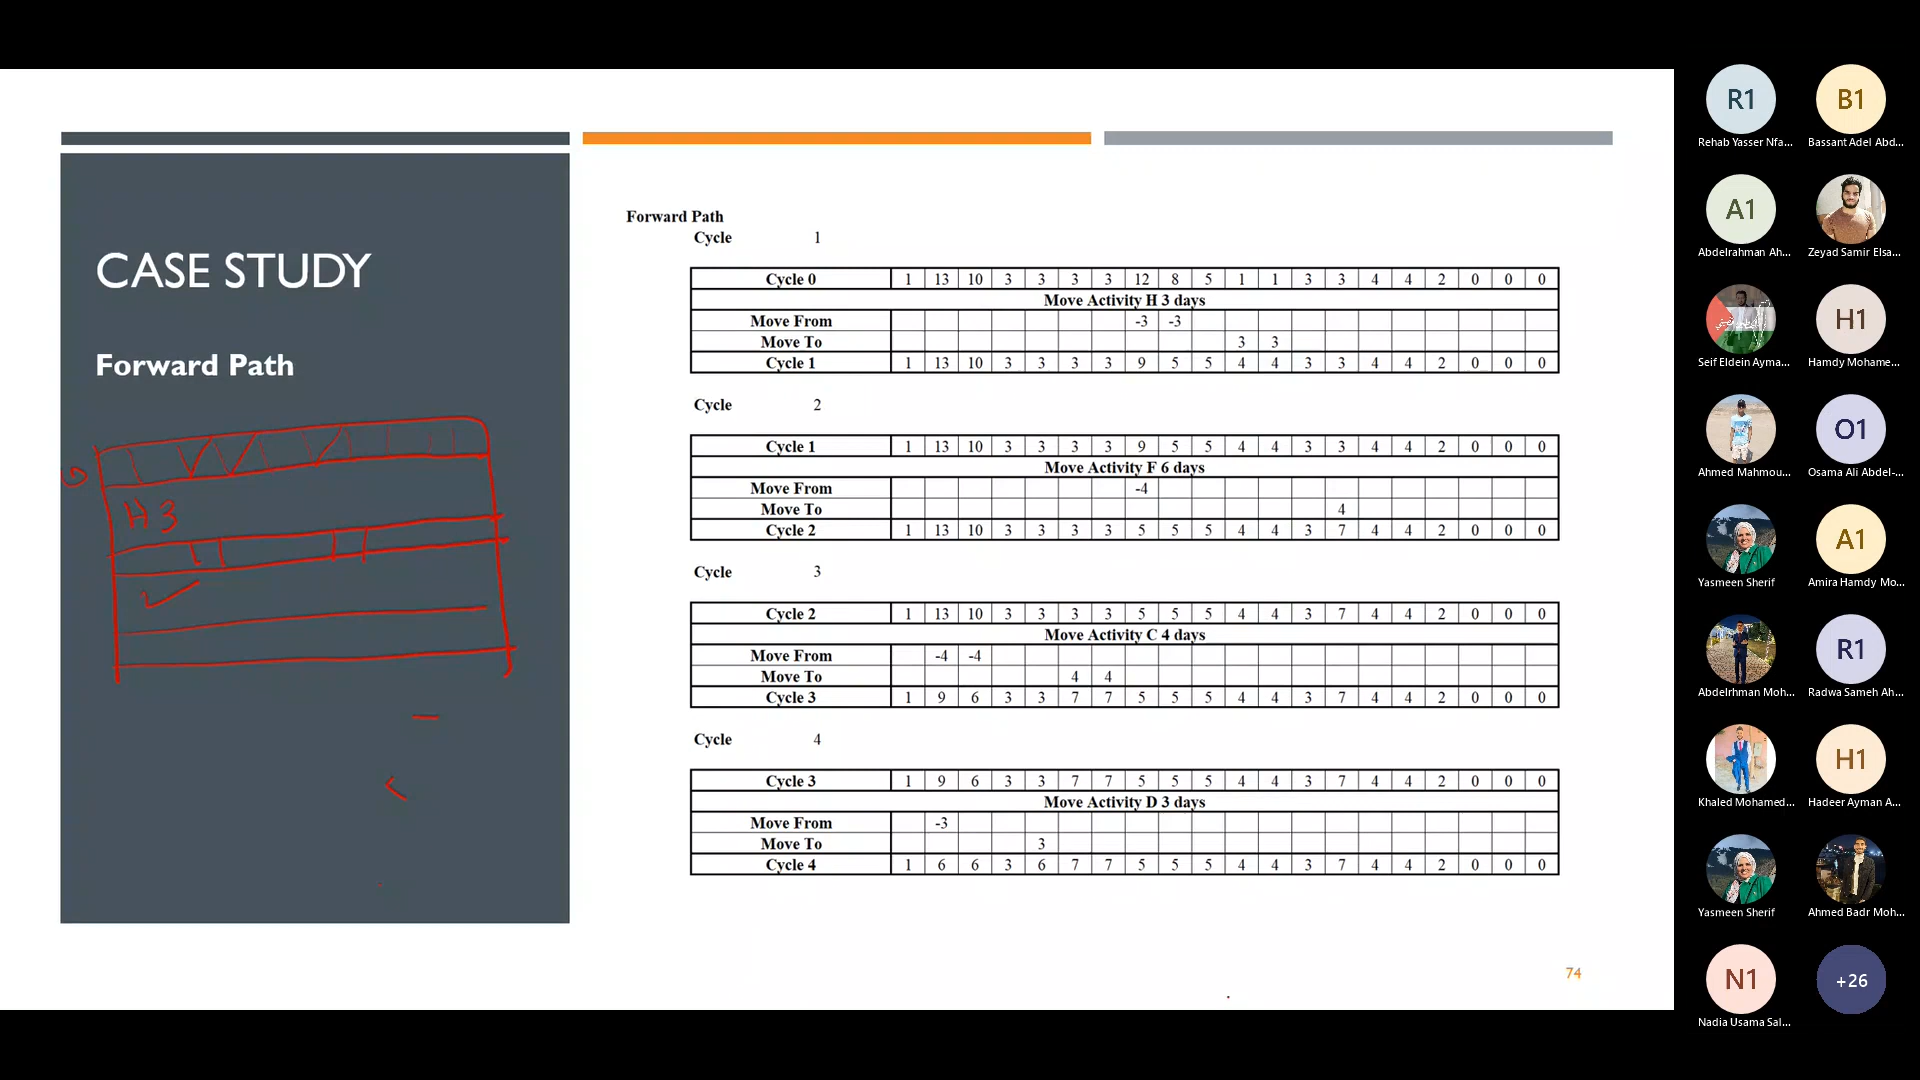 CASE STUDY
Forward Path
H 3
Forward Path
Cycle 1
Cycle 0 1 13 10 3 3 3 3 12 8 5 1 1 3 3 4 4 2 0 0 0
Move Activity H 3 days
Move From -3 -3
Move To 3 3
Cycle 1 1 13 10 3 3 3 3 9 5 5 4 4 3 3 4 4 2 0 0 0
Cycle 2
Cycle 1 1 13 10 3 3 3 3 9 5 5 4 4 3 3 4 4 2 0 0 0
Move Activity F 6 days
Move From -4
Move To 4
Cycle 2 1 13 10 3 3 3 3 5 5 5 4 4 3 7 4 4 2 0 0 0
Cycle 3
Cycle 2 1 13 10 3 3 3 3 5 5 5 4 4 3 7 4 4 2 0 0 0
Move Activity C 4 days
Move From -4 -4
Move To 4 4
Cycle 3 1 9 6 3 3 7 7 5 5 5 4 4 3 7 4 4 2 0 0 0
Cycle 4
Cycle 3 1 9 6 3 3 7 7 5 5 5 4 4 3 7 4 4 2 0 0 0
Move Activity D 3 days
Move From -3
Move To 3
Cycle 4 1 6 6 3 6 7 7 5 5 5 4 4 3 7 4 4 2 0 0 0
74
R1 B1
Rehab Yasser Nfa... Bassant Adel Abd...
A1
Abdelrahman Ah... Zeyad Samir Elsa...
H1
Seif Eldein Ayma... Hamdy Mohame...
O1
Ahmed Mahmou... Osama Ali Abdel-...
A1
Yasmeen Sherif Amira Hamdy Mo...
R1
Abdelrhman Moh... Radwa Sameh Ah...
H1
Khaled Mohamed... Hadeer Ayman A...
Yasmeen Sherif Ahmed Badr Moh...
N1 +26
Nadia Usama Sal...